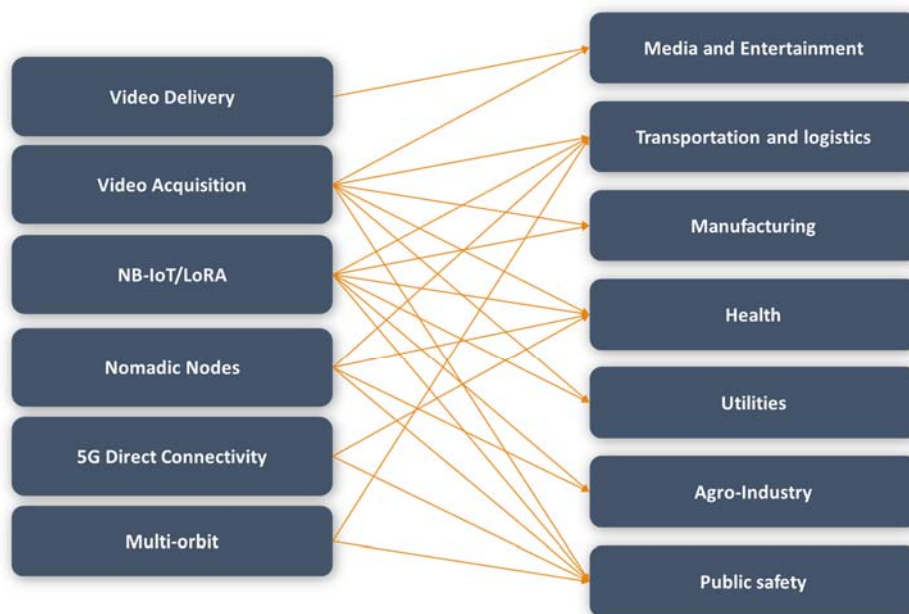 Video Delivery
Video Acquisition
NB-IoT/LoRA
Nomadic Nodes
5G Direct Connectivity
Multi-orbit
Media and Entertainment
Transportation and logistics
Manufacturing
Health
Utilities
Agro-Industry
Public safety